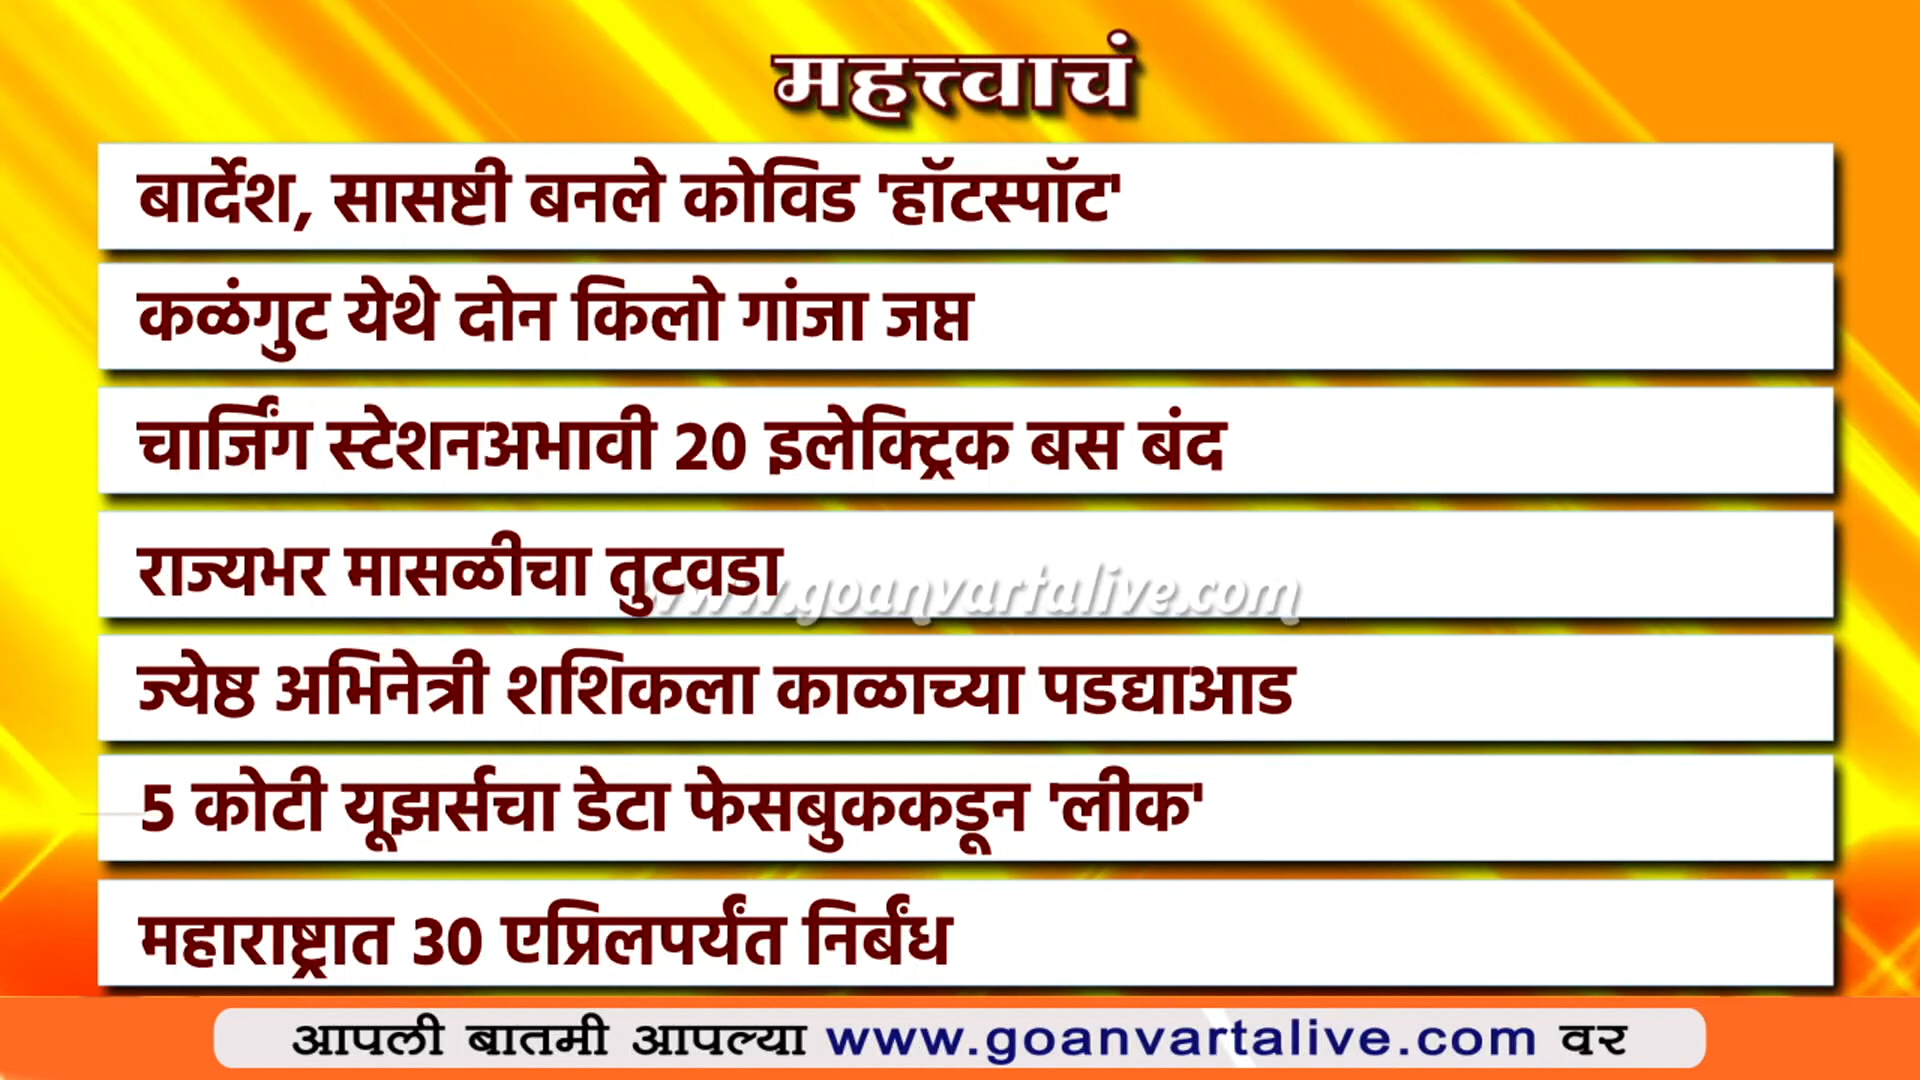 महत्त्वाचं
बार्देश, सासष्टी बनले कोविड 'हॉटस्पॉट'
कळंगुट येथे दोन किलो गांजा जप्त
चार्जिंग स्टेशनअभावी 20 इलेक्ट्रिक बस बंद
राज्यभर मासळीचा तुटवडा
www.goanvartalive.com
ज्येष्ठ अभिनेत्री शशिकला काळाच्या पडद्याआड
5 कोटी यूझर्सचा डेटा फेसबुककडून 'लीक'
महाराष्ट्रात 30 एप्रिलपर्यंत निर्बंध
आपली बातमी आपल्या www.goanvartalive.com वर